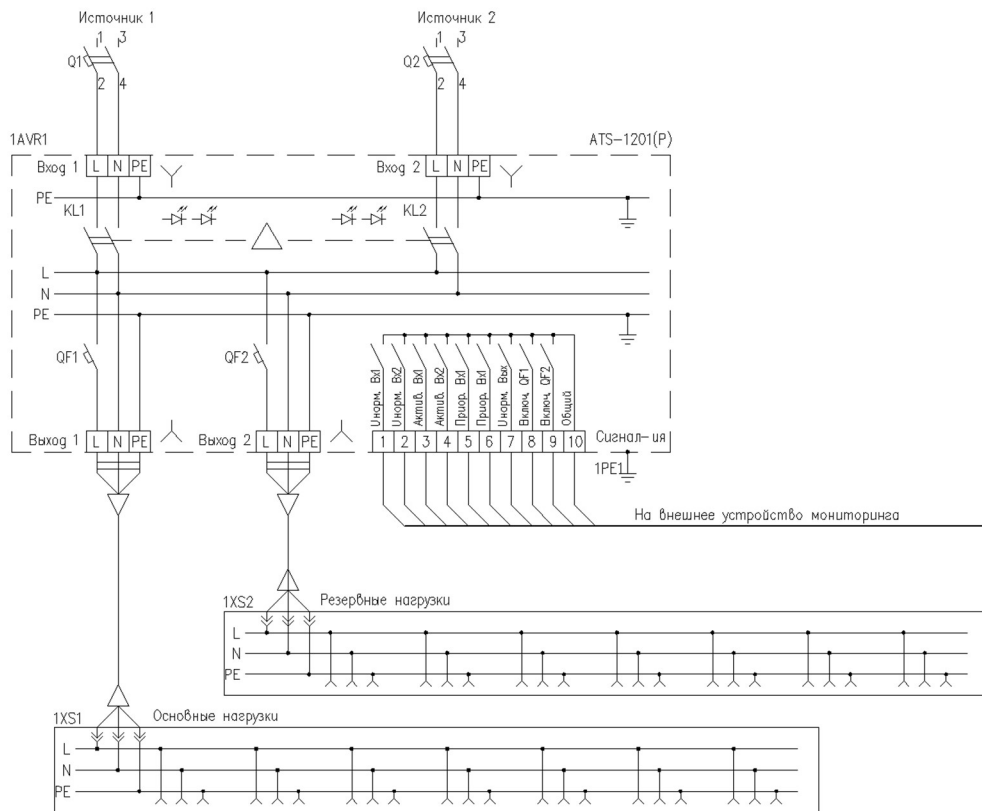 Источник 1
Источник 2
1 3
1 3
Q1
Q2
2 4
2 4
1AVR1
ATS-1201(P)
Вход 1 L N PE
Вход 2 L N PE
PE
KL1
KL2
L
N
PE
QF1
QF2
Uнорм. Вх1
Uнорм. Вх2
Актив. Вх1
Актив. Вх2
Приор. Вх1
Приор. Вх1
Uнорм. Вых
Включ. QF1
Включ. QF2
Общий
Выход 1 L N PE
Выход 2 L N PE
1 2 3 4 5 6 7 8 9 10
Сигнал-ия
1PE1
На внешнее устройство мониторинга
1XS2
Резервные нагрузки
L
N
PE
1XS1
Основные нагрузки
L
N
PE